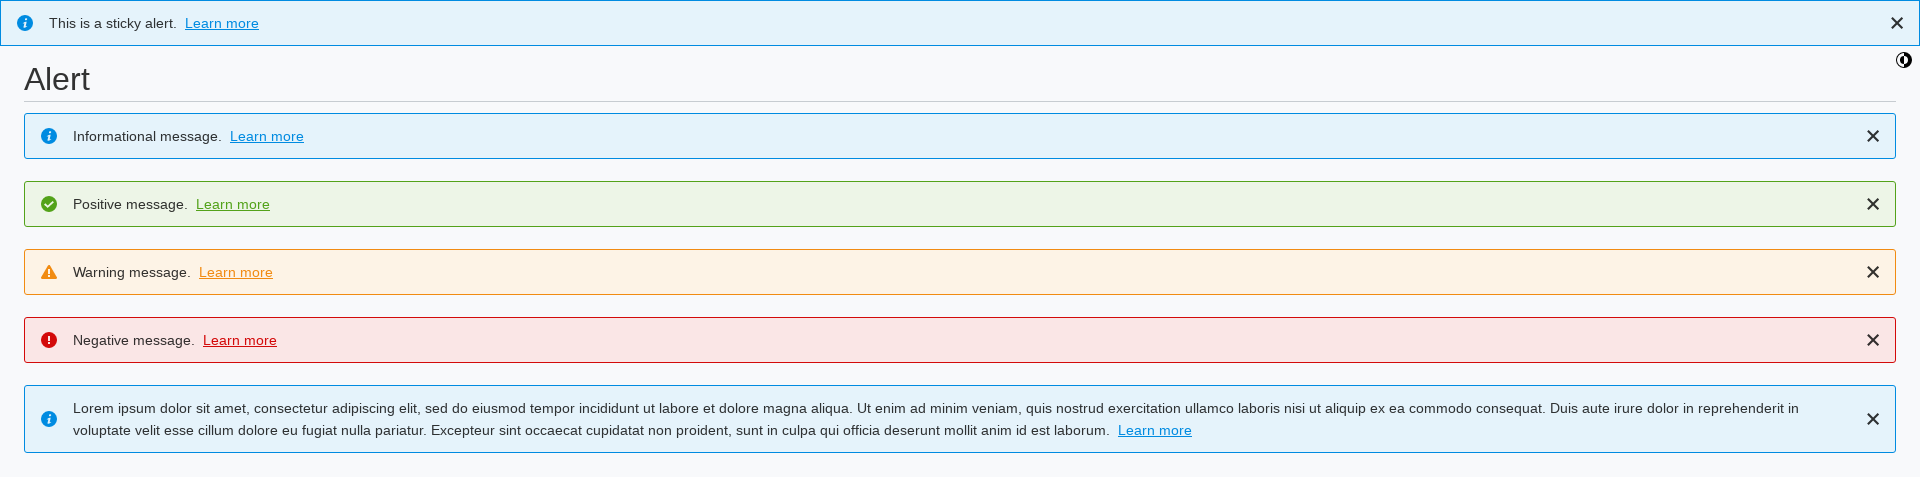 This is a sticky alert. Learn more
Alert
Informational message. Learn more
Positive message. Learn more
Warning message. Learn more
Negative message. Learn more
Lorem ipsum dolor sit amet, consectetur adipiscing elit, sed do eiusmod tempor incididunt ut labore et dolore magna aliqua. Ut enim ad minim veniam, quis nostrud exercitation ullamco laboris nisi ut aliquip ex ea commodo consequat. Duis aute irure dolor in reprehenderit in
voluptate velit esse cillum dolore eu fugiat nulla pariatur. Excepteur sint occaecat cupidatat non proident, sunt in culpa qui officia deserunt mollit anim id est laborum. Learn more